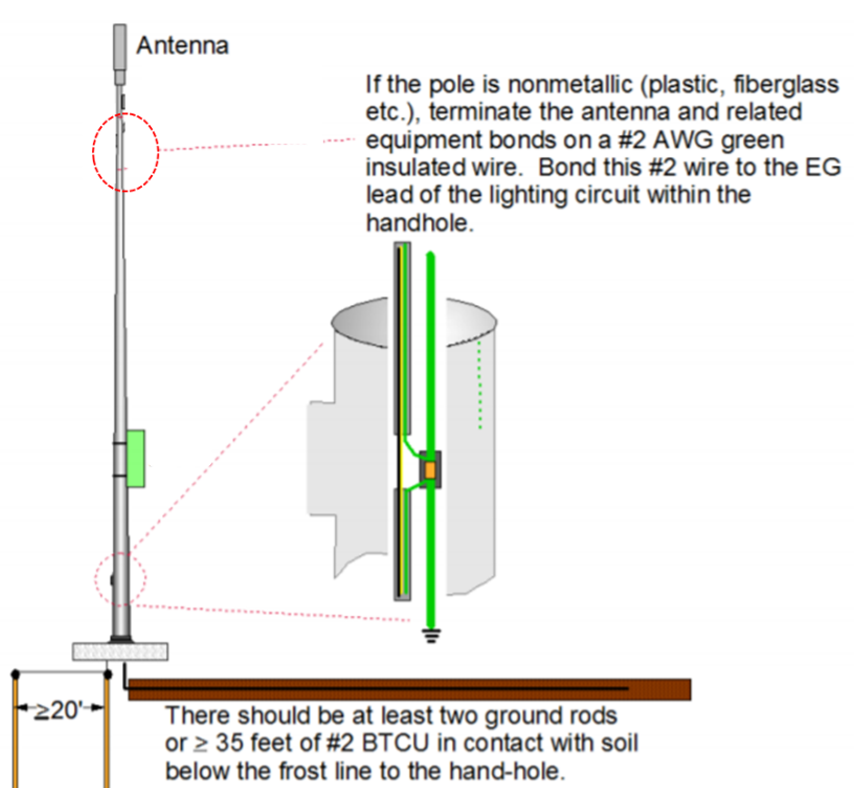 Antenna
If the pole is nonmetallic (plastic, fiberglass
etc.), terminate the antenna and related
equipment bonds on a #2 AWG green
insulated wire.  Bond this #2 wire to the EG
lead of the lighting circuit within the
handhole.
≥20'
There should be at least two ground rods
or ≥ 35 feet of #2 BTCU in contact with soil
below the frost line to the hand-hole.